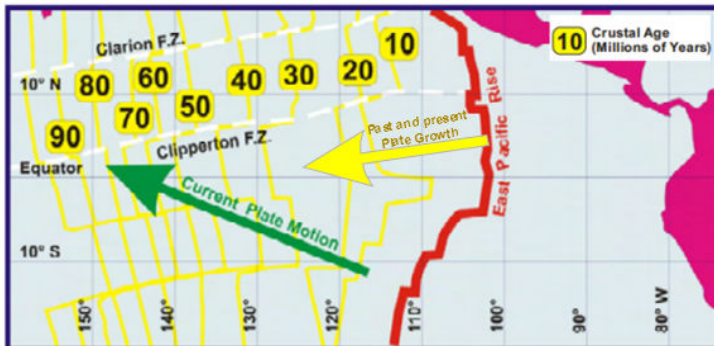 Clarion F.Z.
10
Crustal Age
(Millions of Years)
10
10° N
80
60
40
30
20
70
50
90
Clipperton F.Z.
Past and present
Plate Growth
East Pacific Rise
Equator
Current Plate Motion
10° S
150°
140°
130°
120°
110°
100°
90°
80° W